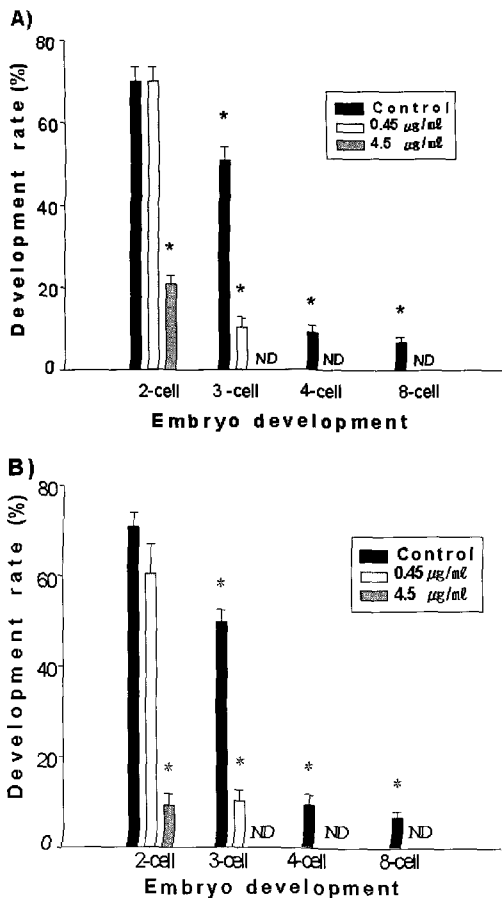 A)
Development rate (%)
80
60
40
20
0
Control
0.45 µg/mℓ
4.5 µg/mℓ
*
*
*
*
*
ND
ND
ND
2-cell
3-cell
4-cell
8-cell
Embryo development
B)
Development rate (%)
80
60
40
20
0
Control
0.45 µg/mℓ
4.5 µg/mℓ
*
*
*
*
*
ND
ND
ND
2-cell
3-cell
4-cell
8-cell
Embryo development